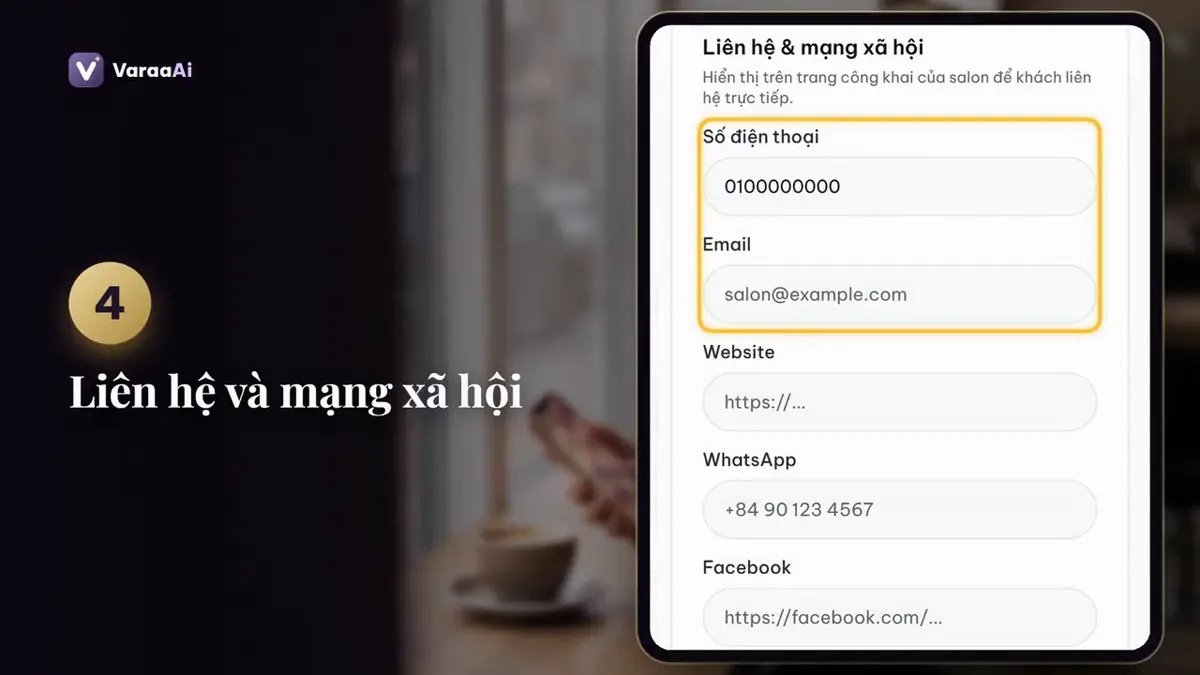 VaraaAi
4
Liên hệ và mạng xã hội
Liên hệ & mạng xã hội
Hiển thị trên trang công khai của salon để khách liên
hệ trực tiếp.
Số điện thoại
0100000000
Email
salon@example.com
Website
https://...
WhatsApp
+84 90 123 4567
Facebook
https://facebook.com/...